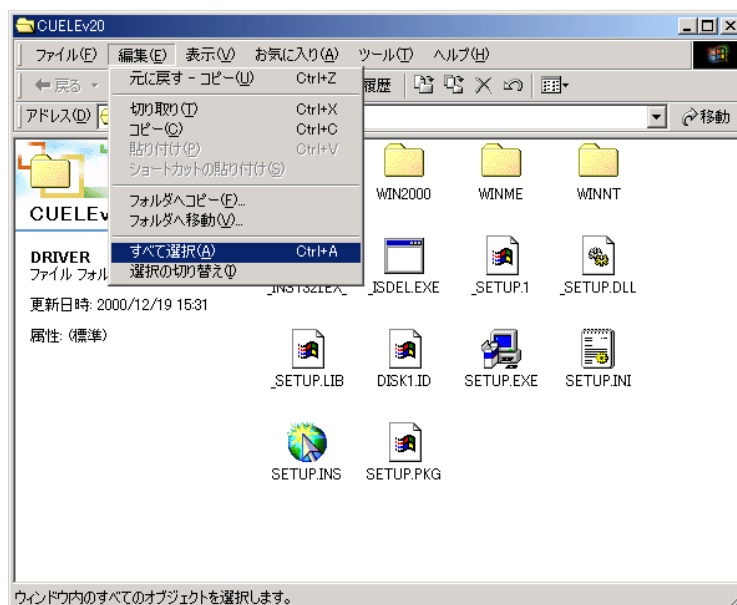 CUELEv20
ファイル(F) 編集(E) 表示(V) お気に入り(A) ツール(T) ヘルプ(H)
戻る 履歴
元に戻す - コピー(U) Ctrl+Z
アドレス(D) 移動
切り取り(T) Ctrl+X
コピー(C) Ctrl+C
貼り付け(P) Ctrl+V
ショートカットの貼り付け(S)
フォルダへコピー(F)...
フォルダへ移動(V)...
すべて選択(A) Ctrl+A
選択の切り替え(I)
CUELEv
DRIVER
ファイル フォル
更新日時: 2000/12/19 15:31
属性: (標準)
WIN2000 WINME WINNT
_INST32I.EX_ _ISDEL.EXE _SETUP.1 _SETUP.DLL
_SETUP.LIB DISK1.ID SETUP.EXE SETUP.INI
SETUP.INS SETUP.PKG
ウィンドウ内のすべてのオブジェクトを選択します。